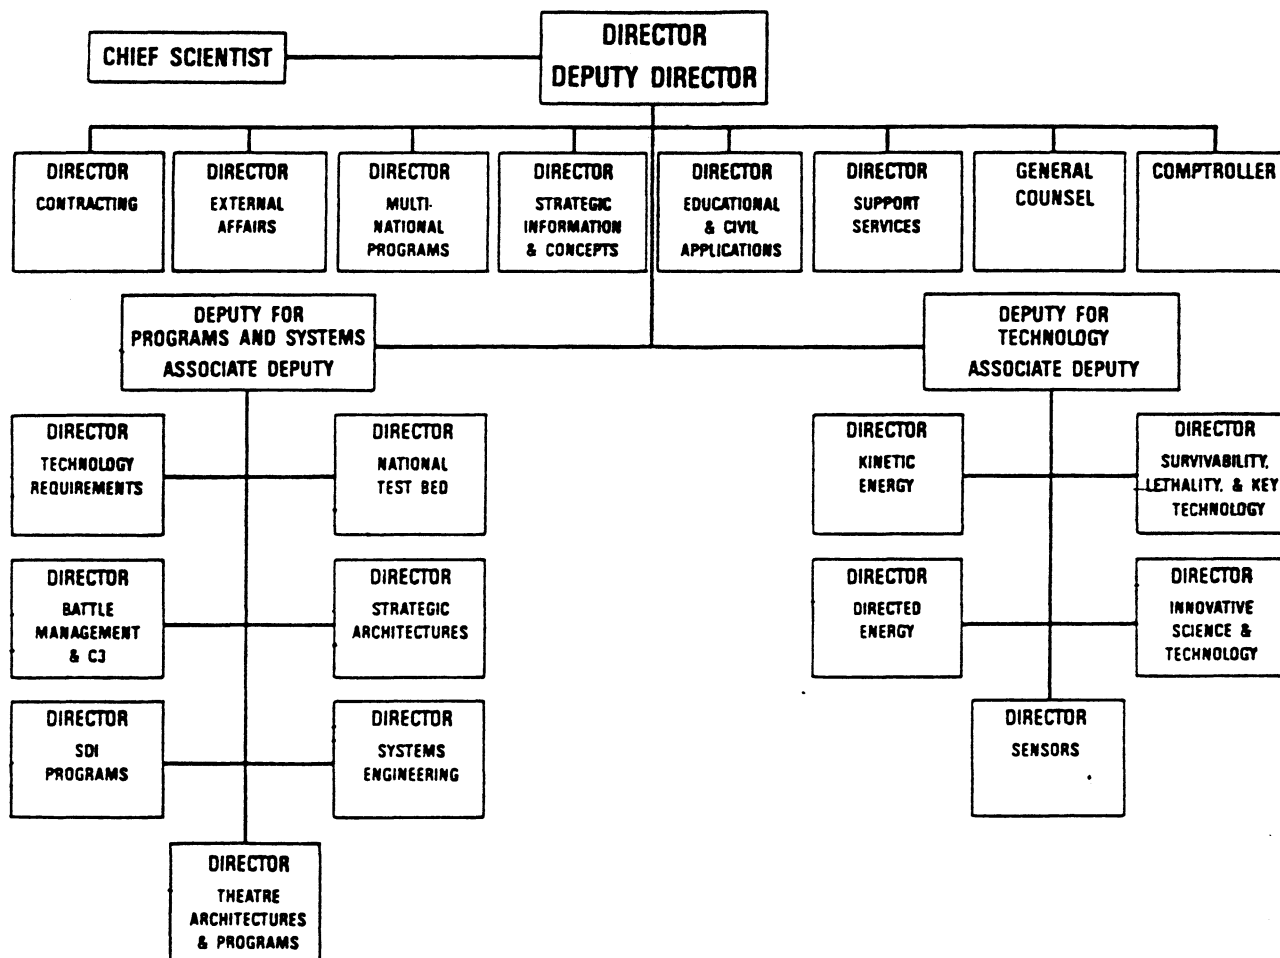 CHIEF SCIENTIST
DIRECTOR
DEPUTY DIRECTOR
DIRECTOR
CONTRACTING
DIRECTOR
EXTERNAL
AFFAIRS
DIRECTOR
MULTI-
NATIONAL
PROGRAMS
DIRECTOR
STRATEGIC
INFORMATION
& CONCEPTS
DIRECTOR
EDUCATIONAL
& CIVIL
APPLICATIONS
DIRECTOR
SUPPORT
SERVICES
GENERAL
COUNSEL
COMPTROLLER
DEPUTY FOR
PROGRAMS AND SYSTEMS
ASSOCIATE DEPUTY
DEPUTY FOR
TECHNOLOGY
ASSOCIATE DEPUTY
DIRECTOR
TECHNOLOGY
REQUIREMENTS
DIRECTOR
NATIONAL
TEST BED
DIRECTOR
KINETIC
ENERGY
DIRECTOR
SURVIVABILITY,
LETHALITY, & KEY
TECHNOLOGY
DIRECTOR
BATTLE
MANAGEMENT
& C3
DIRECTOR
STRATEGIC
ARCHITECTURES
DIRECTOR
DIRECTED
ENERGY
DIRECTOR
INNOVATIVE
SCIENCE &
TECHNOLOGY
DIRECTOR
SDI
PROGRAMS
DIRECTOR
SYSTEMS
ENGINEERING
DIRECTOR
SENSORS
DIRECTOR
THEATRE
ARCHITECTURES
& PROGRAMS